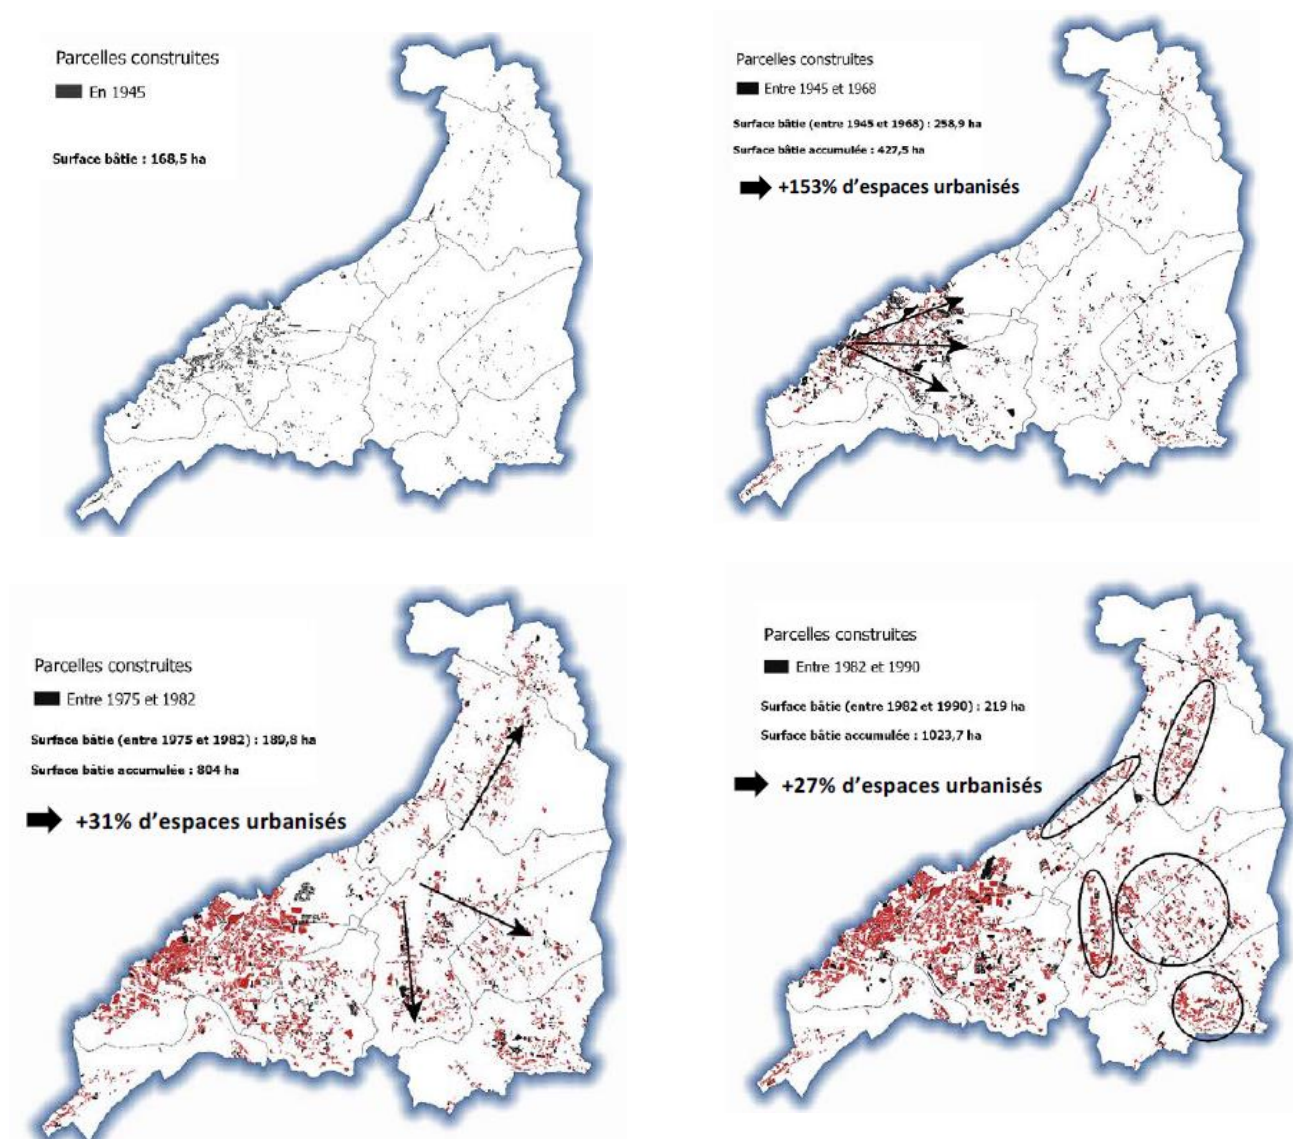 Parcelles construites
En 1945
Surface bâtie : 168,5 ha
Parcelles construites
Entre 1945 et 1968
Surface bâtie (entre 1945 et 1968) : 258,9 ha
Surface bâtie accumulée : 427,5 ha
+153% d’espaces urbanisés
Parcelles construites
Entre 1975 et 1982
Surface bâtie (entre 1975 et 1982) : 189,8 ha
Surface bâtie accumulée : 804 ha
+31% d’espaces urbanisés
Parcelles construites
Entre 1982 et 1990
Surface bâtie (entre 1982 et 1990) : 219 ha
Surface bâtie accumulée : 1023,7 ha
+27% d’espaces urbanisés